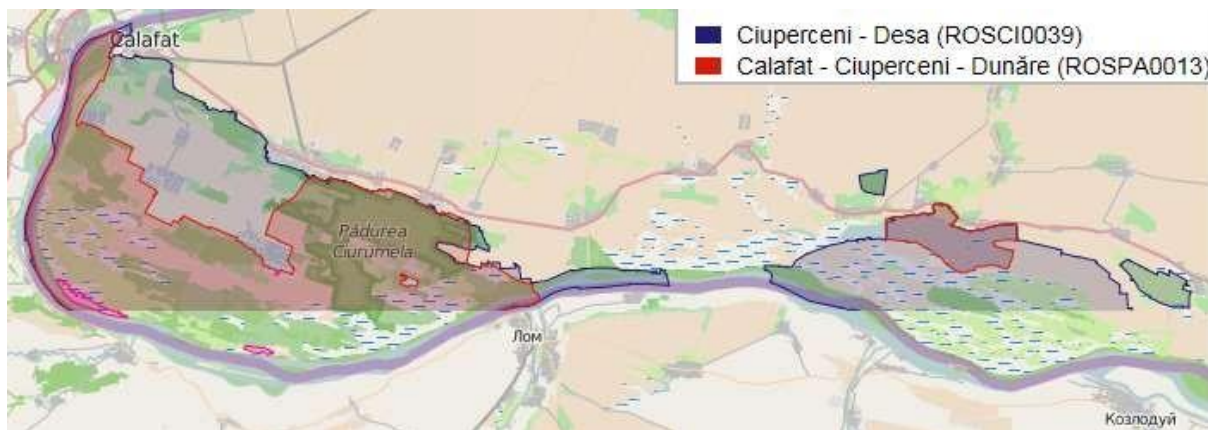 Ciuperceni - Desa (ROSCI0039)
Calafat - Ciuperceni - Dunăre (ROSPA0013)
Calafat
Pădurea
Ciurumela
Лом
Козлодуй